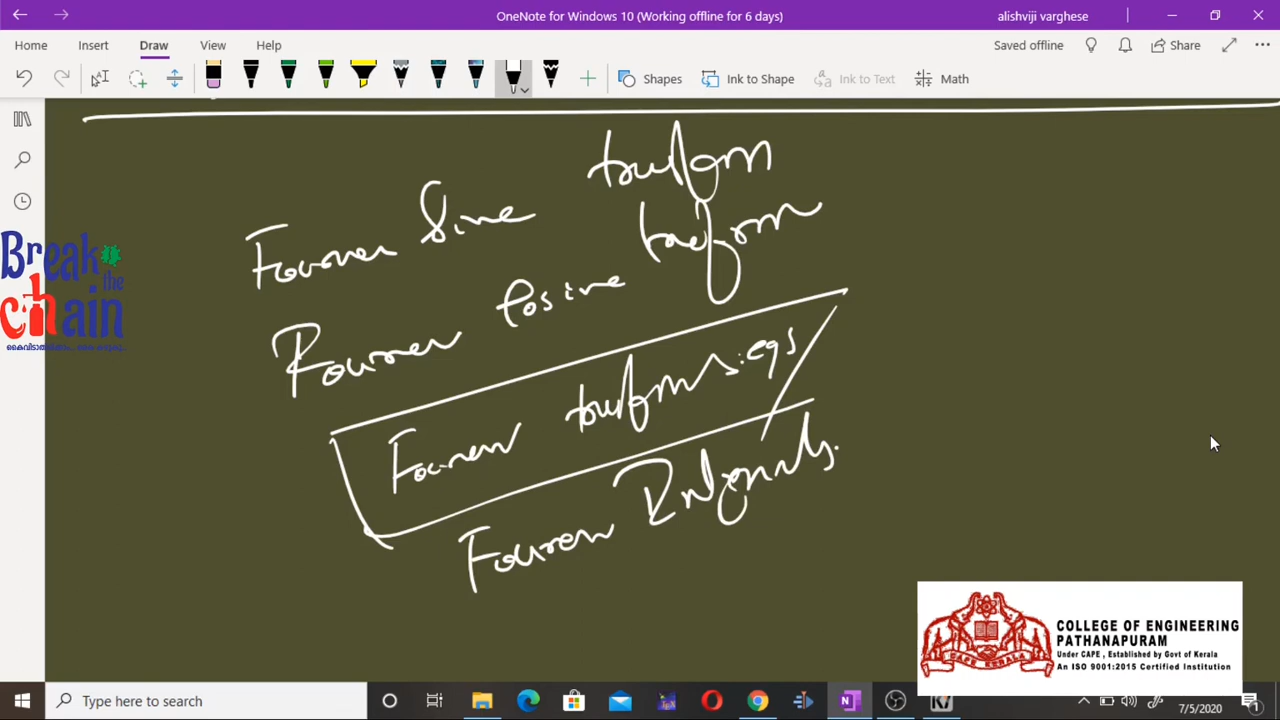 OneNote for Windows 10 (Working offline for 6 days)
alishviji varghese
Home Insert Draw View Help
Saved offline
Share
Shapes
Ink to Shape
Ink to Text
Math
Fourier Sine transform
Fourier Cosine transform
Fourier transforms: eqs
Fourier Integrals.
Break
the
chain
COLLEGE OF ENGINEERING
PATHANAPURAM
Under CAPE , Established by Govt of Kerala
An ISO 9001:2015 Certified Institution
CAPE KERALA
Type here to search
7/5/2020